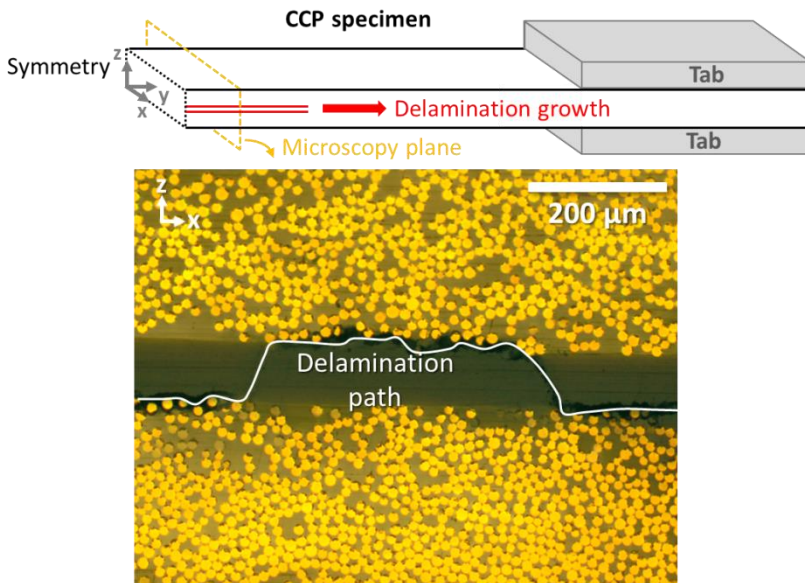 CCP specimen
Symmetry
z
y
x
Tab
Delamination growth
Tab
Microscopy plane
z
x
200 µm
Delamination
path